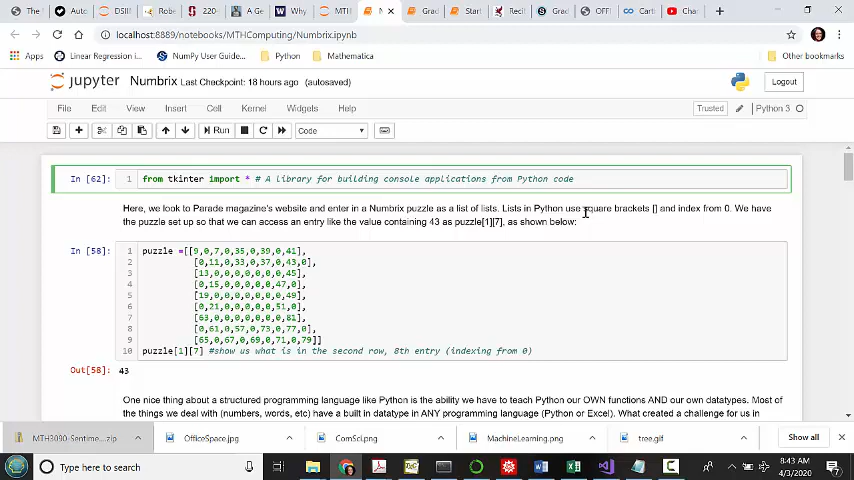 The !
Auto
DSII
Robe
220-
A Ge
Why
MTH
N
Grad
Start
Recit
Grad
OFF
Cart
Char
localhost:8889/notebooks/MTHComputing/Numbrix.ipynb
Apps
Linear Regression i...
NumPy User Guide...
Python
Mathematica
Other bookmarks
jupyter Numbrix Last Checkpoint: 18 hours ago (autosaved)
Logout
File Edit View Insert Cell Kernel Widgets Help
Trusted
Python 3
Run
Code
In [62]: 1 from tkinter import * # A library for building console applications from Python code
Here, we look to Parade magazine's website and enter in a Numbrix puzzle as a list of lists. Lists in Python use square brackets [] and index from 0. We have
the puzzle set up so that we can access an entry like the value containing 43 as puzzle[1][7], as shown below:
In [58]: 1 puzzle =[[9,0,7,0,35,0,39,0,41],
2 [0,11,0,33,0,37,0,43,0],
3 [13,0,0,0,0,0,0,0,45],
4 [0,15,0,0,0,0,0,47,0],
5 [19,0,0,0,0,0,0,0,49],
6 [0,21,0,0,0,0,0,51,0],
7 [63,0,0,0,0,0,0,0,81],
8 [0,61,0,57,0,73,0,77,0],
9 [65,0,67,0,69,0,71,0,79]]
10 puzzle[1][7] #show us what is in the second row, 8th entry (indexing from 0)
Out[58]: 43
One nice thing about a structured programming language like Python is the ability we have to teach Python our OWN functions AND our own datatypes. Most of
the things we deal with (numbers, words, etc) have a built in datatype in ANY programming language (Python or Excel). What created a challenge for us in
MTH3090-Sentime....zip
OfficeSpace.jpg
ComSci.png
MachineLearning.png
tree.gif
Show all
Type here to search
8:43 AM
4/3/2020